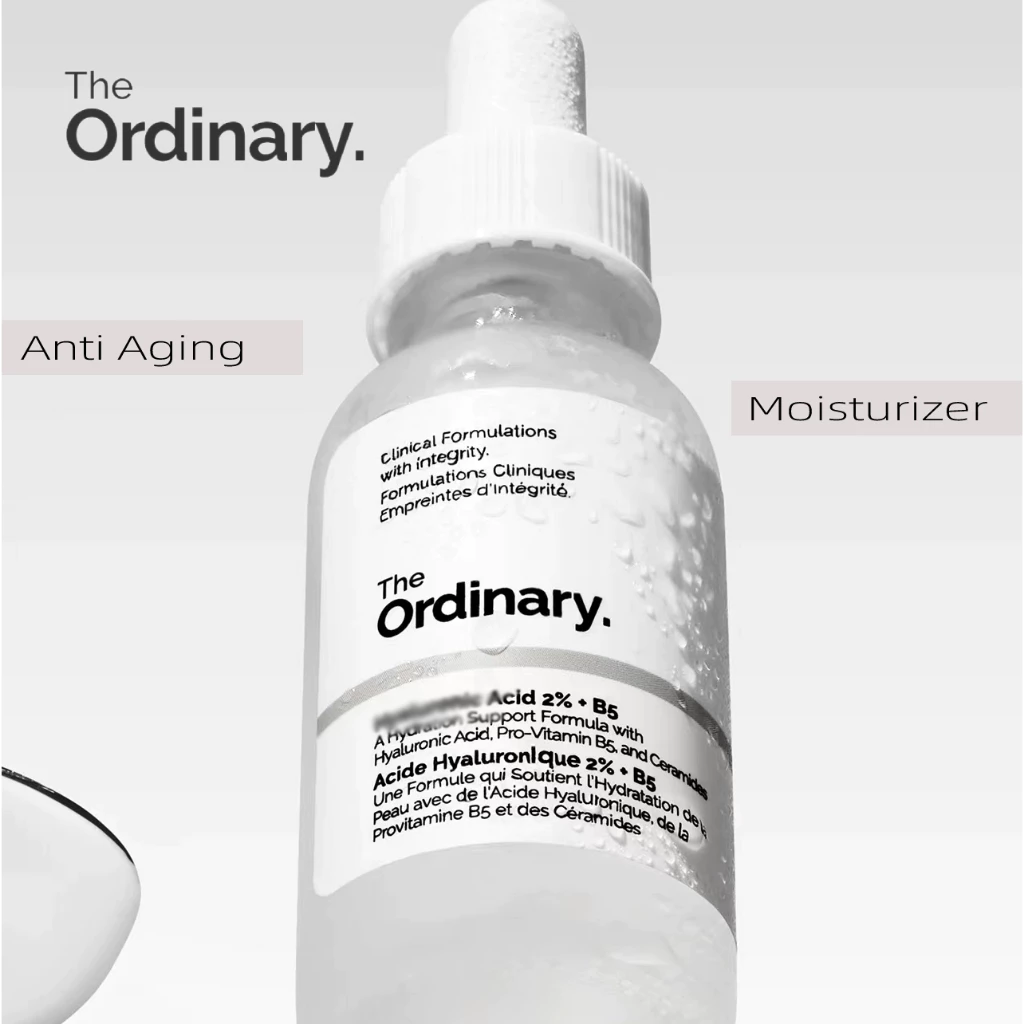 The
Ordinary.
Anti Aging
Moisturizer
Clinical Formulations
with integrity.
Formulations Cliniques
Empreintes d'Intégrité.
The
Ordinary.
Acid 2% + B5
A Hydration Support Formula with
Hyaluronic Acid, Pro-Vitamin B5, and Ceramides
Acide HyaluronIque 2% + B5
Une Formule qui Soutient l'Hydratation de la
Peau avec de l'Acide Hyaluronique, de la
Provitamine B5 et des Céramides